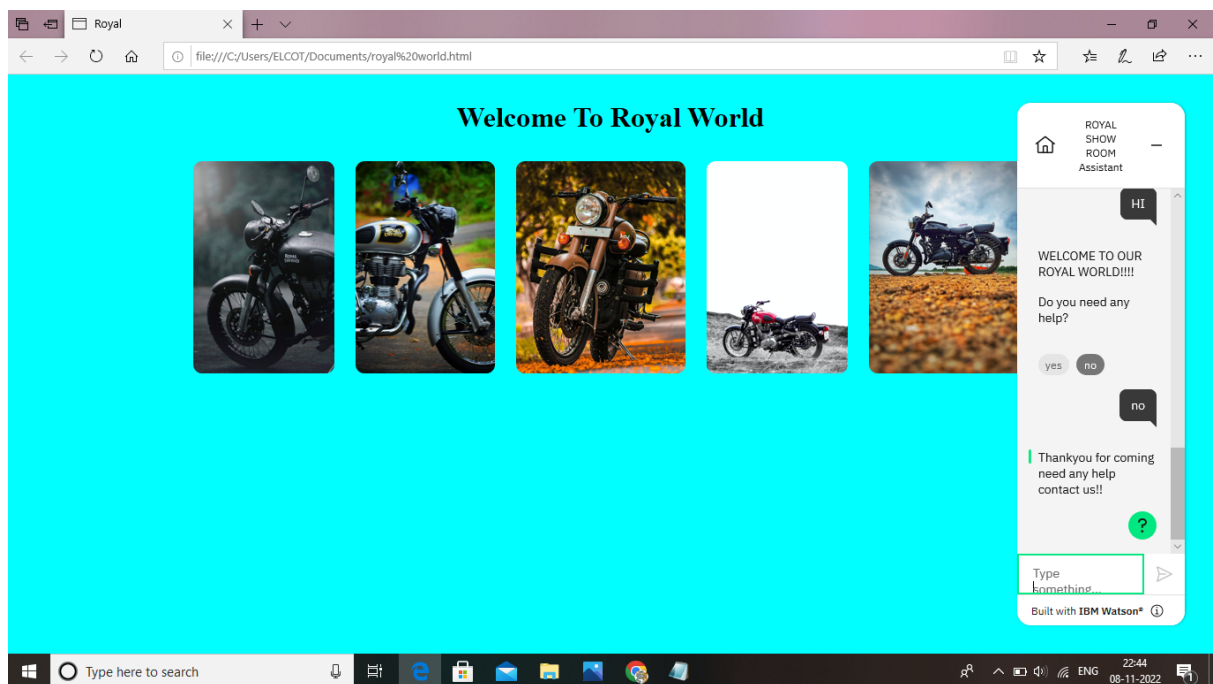 Royal
file:///C:/Users/ELCOT/Documents/royal%20world.html
Welcome To Royal World
ROYAL
SHOW
ROOM
Assistant
HI
WELCOME TO OUR
ROYAL WORLD!!!!
Do you need any
help?
yes no
no
Thankyou for coming
need any help
contact us!!
?
Type
something...
Built with IBM Watson®
Type here to search
ENG
22:44
08-11-2022